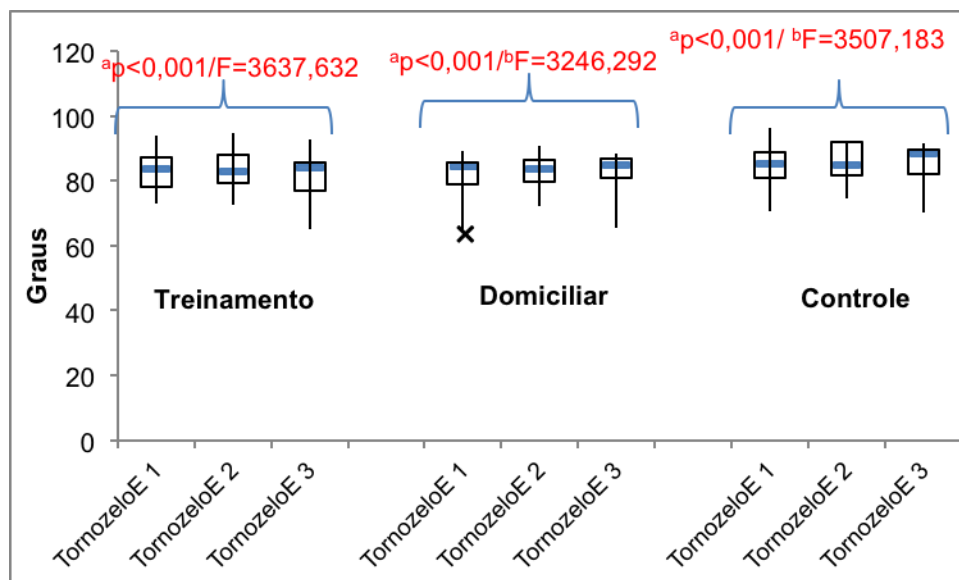 ᵃp<0,001/F=3637,632
ᵃp<0,001/ᵇF=3246,292
ᵃp<0,001/ ᵇF=3507,183
120
100
80
60
40
20
0
Graus
Treinamento
Domiciliar
Controle
TornozeloE 1
TornozeloE 2
TornozeloE 3
TornozeloE 1
TornozeloE 2
TornozeloE 3
TornozeloE 1
TornozeloE 2
TornozeloE 3